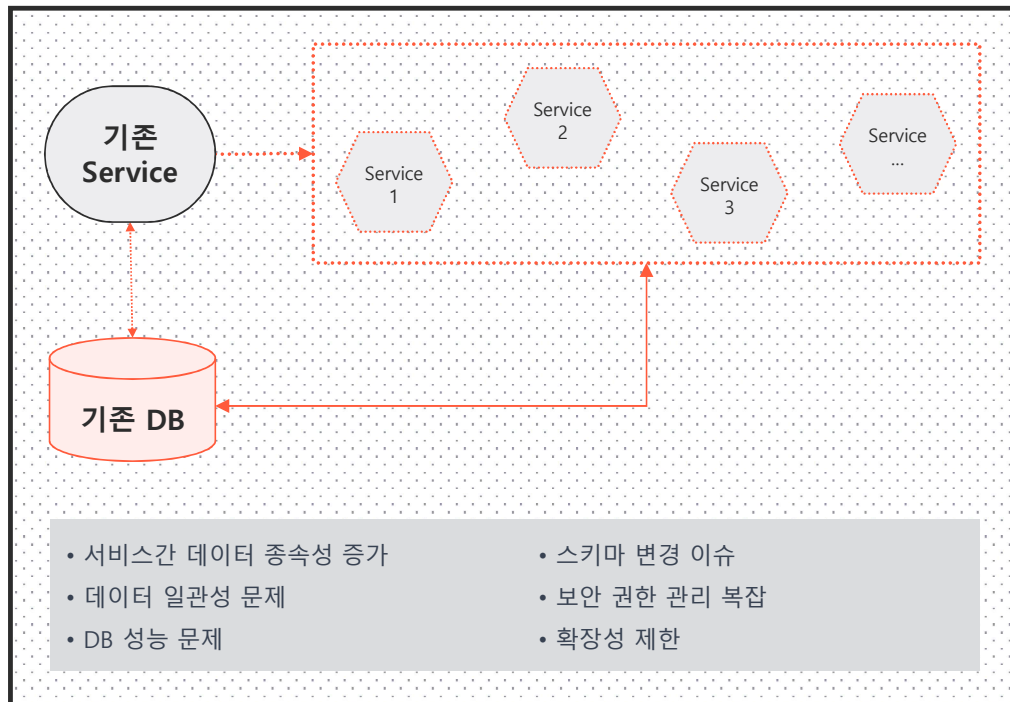 기존
Service
Service
1
Service
2
Service
3
Service
...
기존 DB
• 서비스간 데이터 종속성 증가
• 데이터 일관성 문제
• DB 성능 문제
• 스키마 변경 이슈
• 보안 권한 관리 복잡
• 확장성 제한